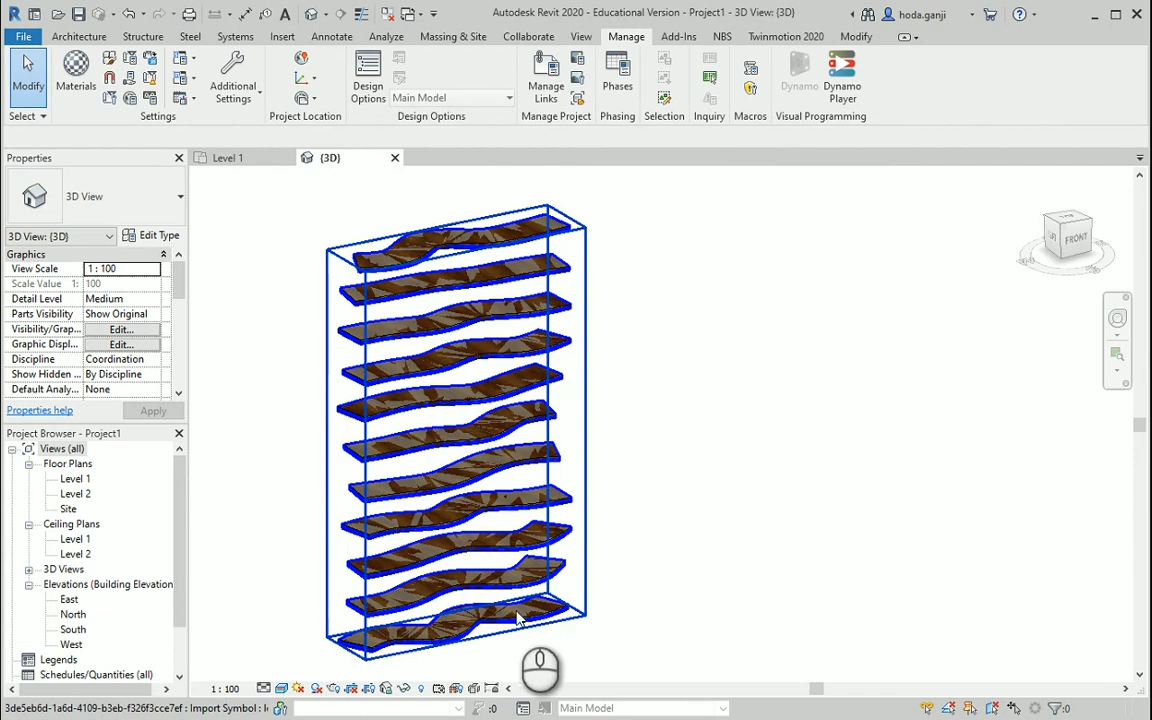 Autodesk Revit 2020 - Educational Version - Project1 - 3D View: {3D}
hoda.ganji
File Architecture Structure Steel Systems Insert Annotate Analyze Massing & Site Collaborate View Manage Add-Ins NBS Twinmotion 2020 Modify
Modify Materials Additional Settings Design Options Main Model Manage Links Phases Dynamo Dynamo Player
Select Settings Project Location Design Options Manage Project Phasing Selection Inquiry Macros Visual Programming
Properties
Level 1
{3D}
3D View
3D View: {3D}
Edit Type
Graphics
View Scale 1 : 100
Scale Value 1: 100
Detail Level Medium
Parts Visibility Show Original
Visibility/Grap... Edit...
Graphic Displ... Edit...
Discipline Coordination
Show Hidden ... By Discipline
Default Analy... None
Properties help
Apply
FRONT
Project Browser - Project1
Views (all)
Floor Plans
Level 1
Level 2
Site
Ceiling Plans
Level 1
Level 2
3D Views
Elevations (Building Elevation
East
North
South
West
Legends
Schedules/Quantities (all)
1 : 100
:0
Main Model
:0